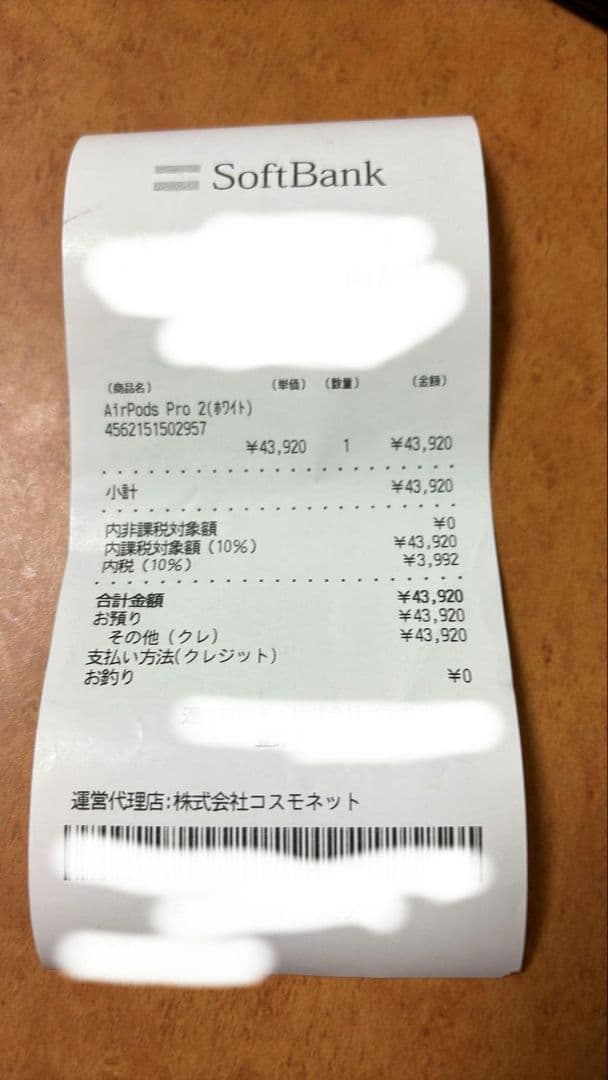 SoftBank
(商品名) (単価) (数量) (金額)
AirPods Pro 2(ﾎﾜｲﾄ)
4562151502957
¥43,920 1 ¥43,920
小計 ¥43,920
内非課税対象額 ¥0
内課税対象額(10%) ¥43,920
内税(10%) ¥3,992
合計金額 ¥43,920
お預り ¥43,920
その他(クレ) ¥43,920
支払い方法(クレジット)
お釣り ¥0
運営代理店:株式会社コスモネット